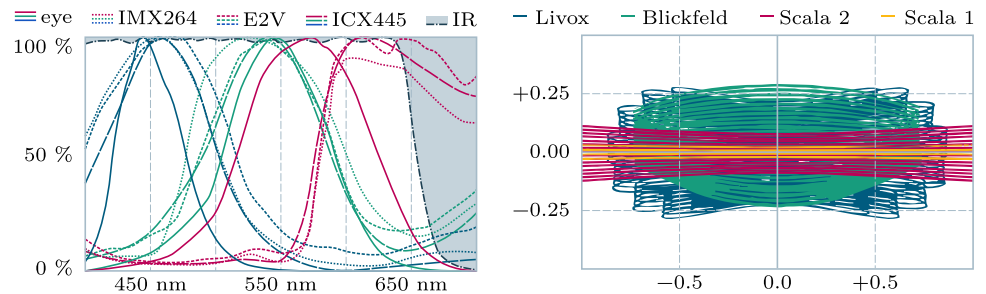 eye IMX264 E2V ICX445 IR
100 %
50 %
0 %
450 nm 550 nm 650 nm
Livox Blickfeld Scala 2 Scala 1
+0.25
0.00
−0.25
−0.5 0.0 +0.5